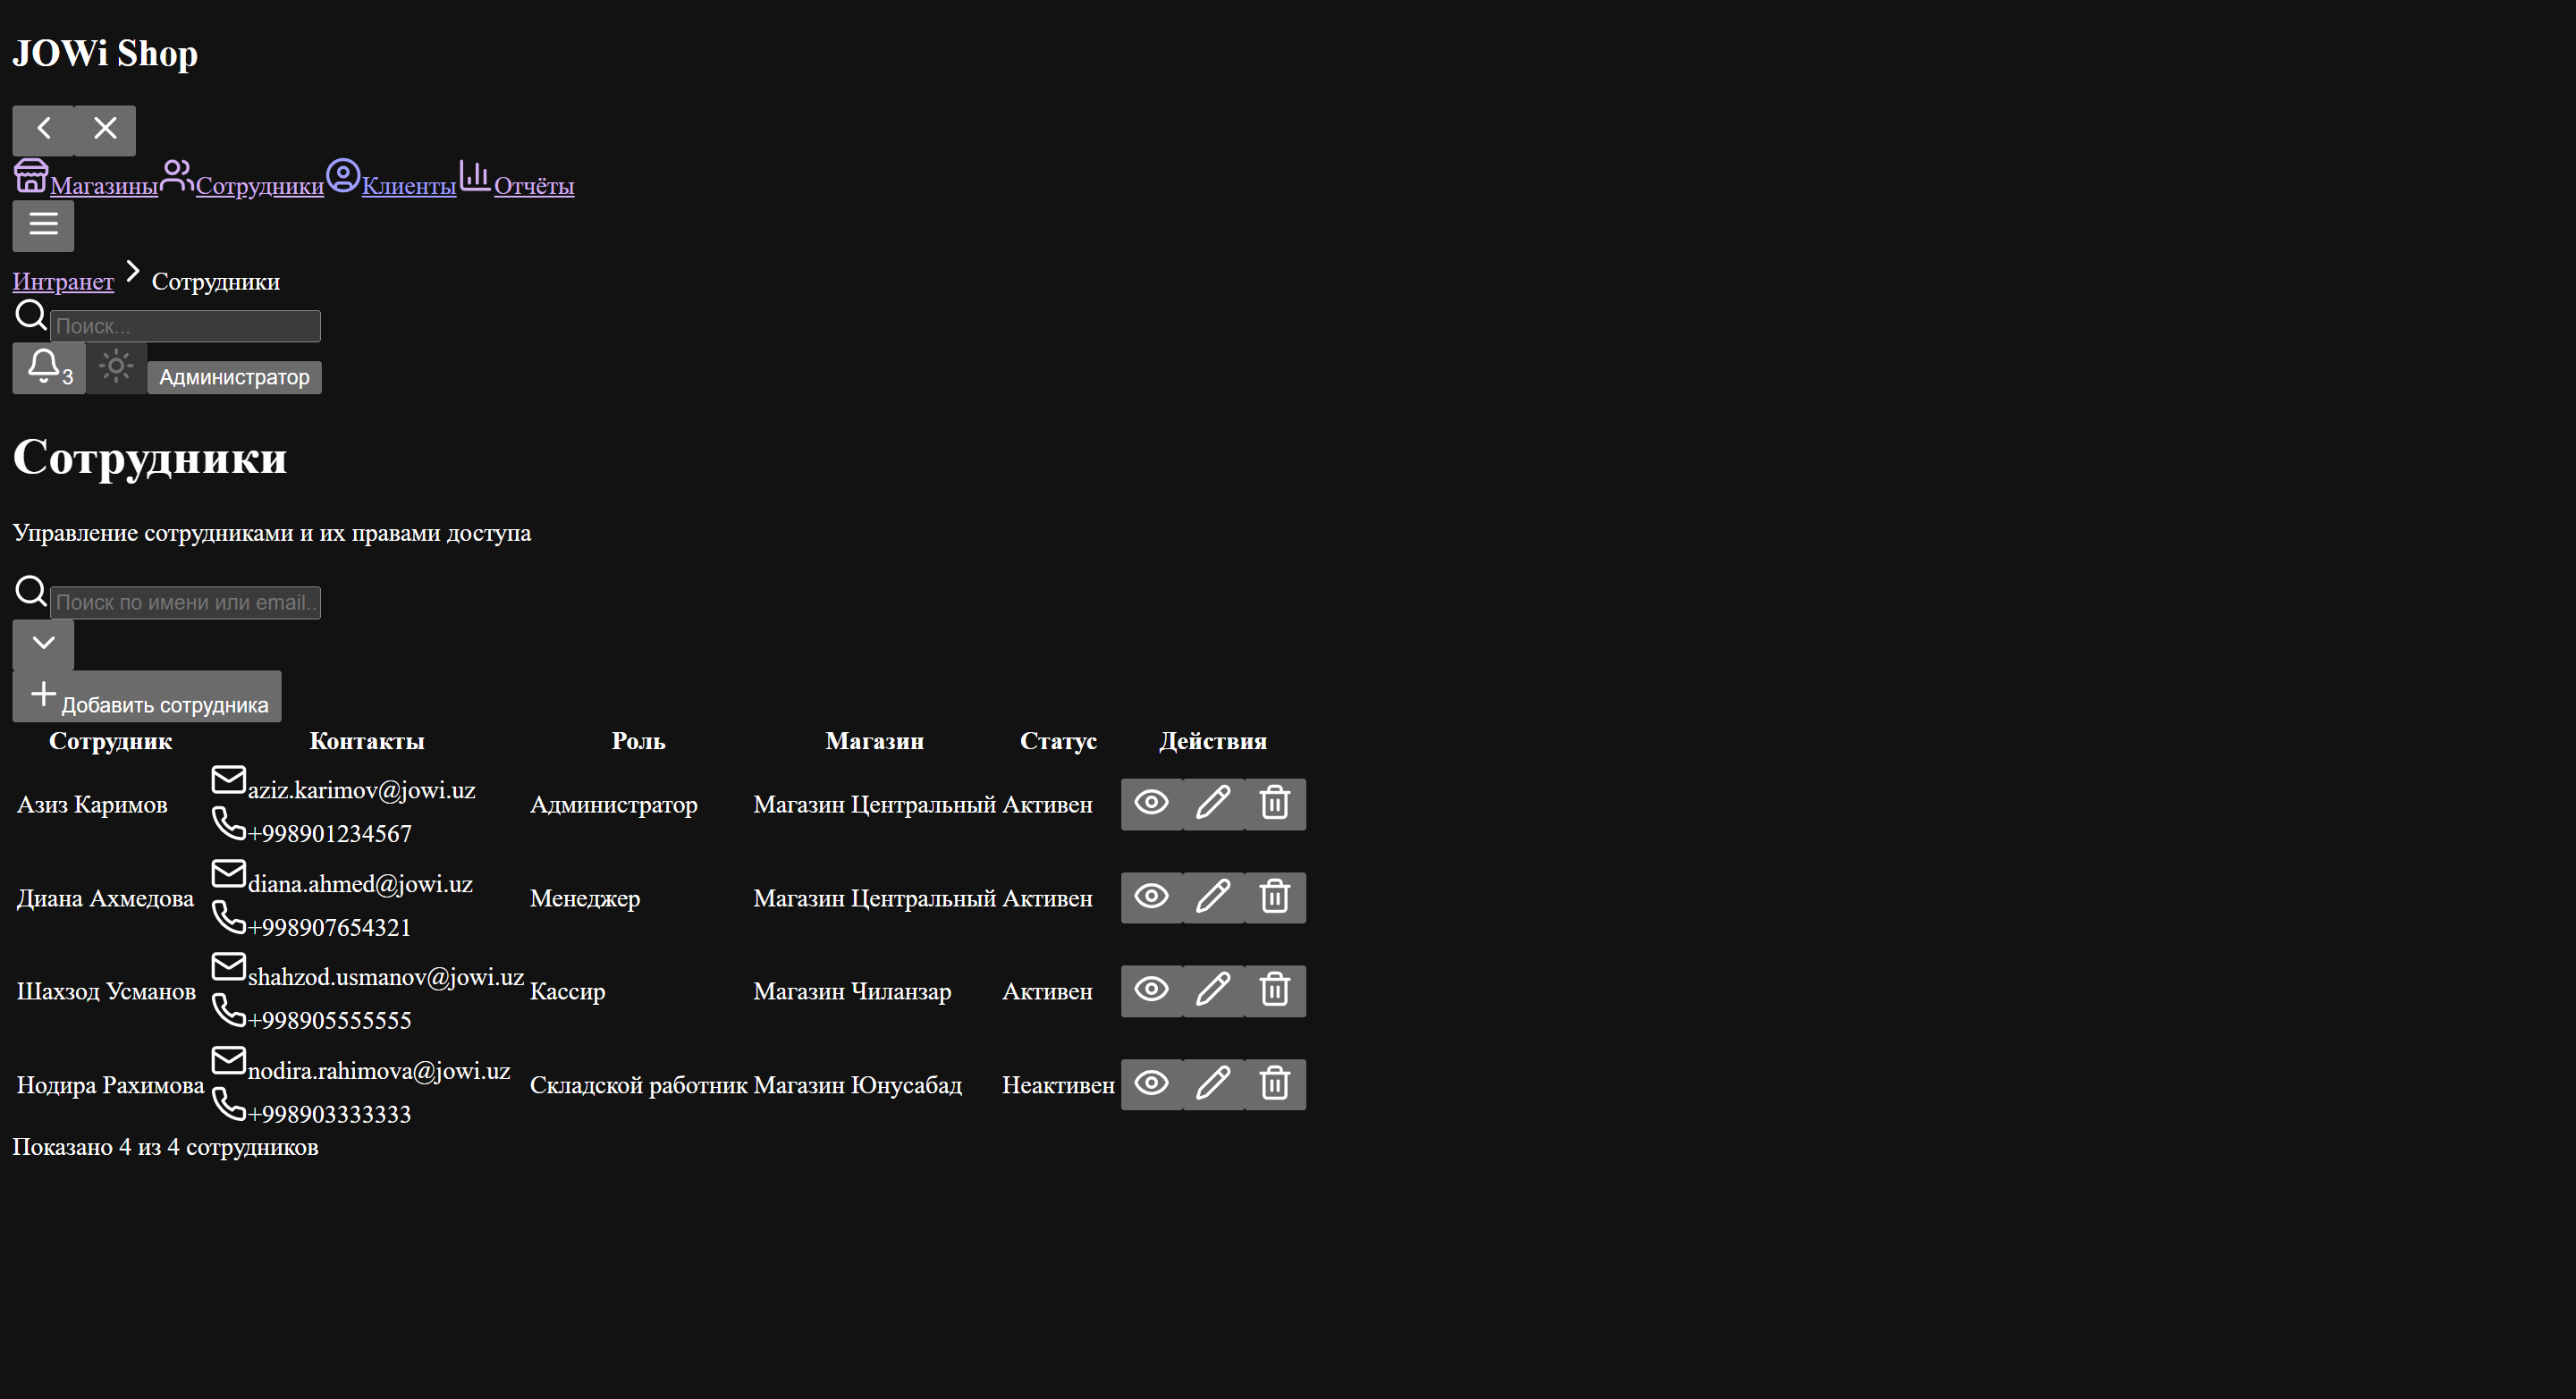 JOWi Shop
Магазины Сотрудники Клиенты Отчёты
Интранет Сотрудники
Поиск...
3 Администратор
Сотрудники
Управление сотрудниками и их правами доступа
Поиск по имени или email..
Добавить сотрудника
Сотрудник Контакты Роль Магазин Статус Действия
Азиз Каримов aziz.karimov@jowi.uz Администратор Магазин Центральный Активен
+998901234567
Диана Ахмедова diana.ahmed@jowi.uz Менеджер Магазин Центральный Активен
+998907654321
Шахзод Усманов shahzod.usmanov@jowi.uz Кассир Магазин Чиланзар Активен
+998905555555
Нодира Рахимова nodira.rahimova@jowi.uz Складской работник Магазин Юнусабад Неактивен
+998903333333
Показано 4 из 4 сотрудников